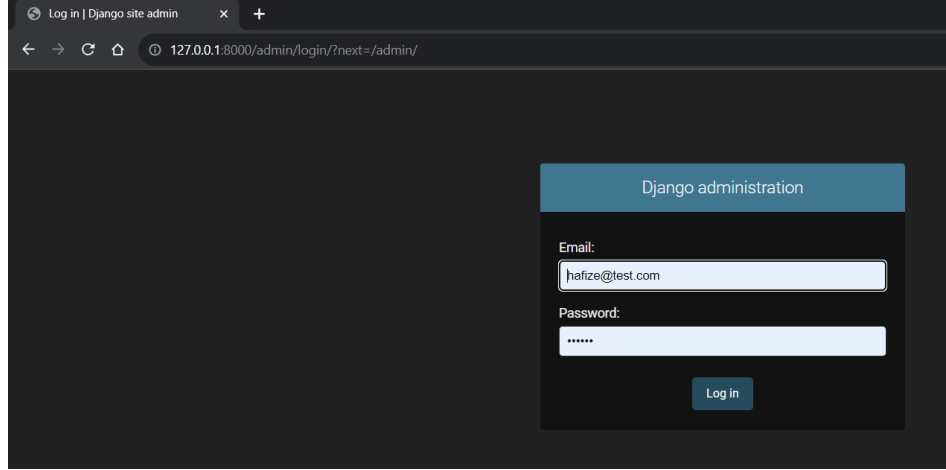 Log in | Django site admin
127.0.0.1:8000/admin/login/?next=/admin/
Django administration
Email:
hafize@test.com
Password:
••••••
Log in